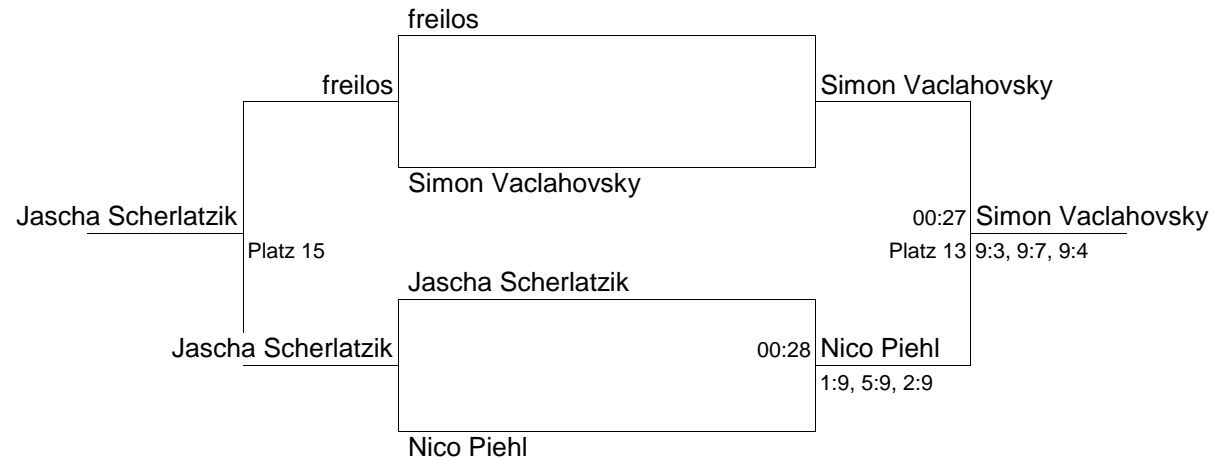 freilos
freilos
Simon Vaclahovsky
Simon Vaclahovsky
Jascha Scherlatzik
00:27 Simon Vaclahovsky
Platz 15
Platz 13 9:3, 9:7, 9:4
Jascha Scherlatzik
Jascha Scherlatzik
00:28 Nico Piehl
1:9, 5:9, 2:9
Nico Piehl